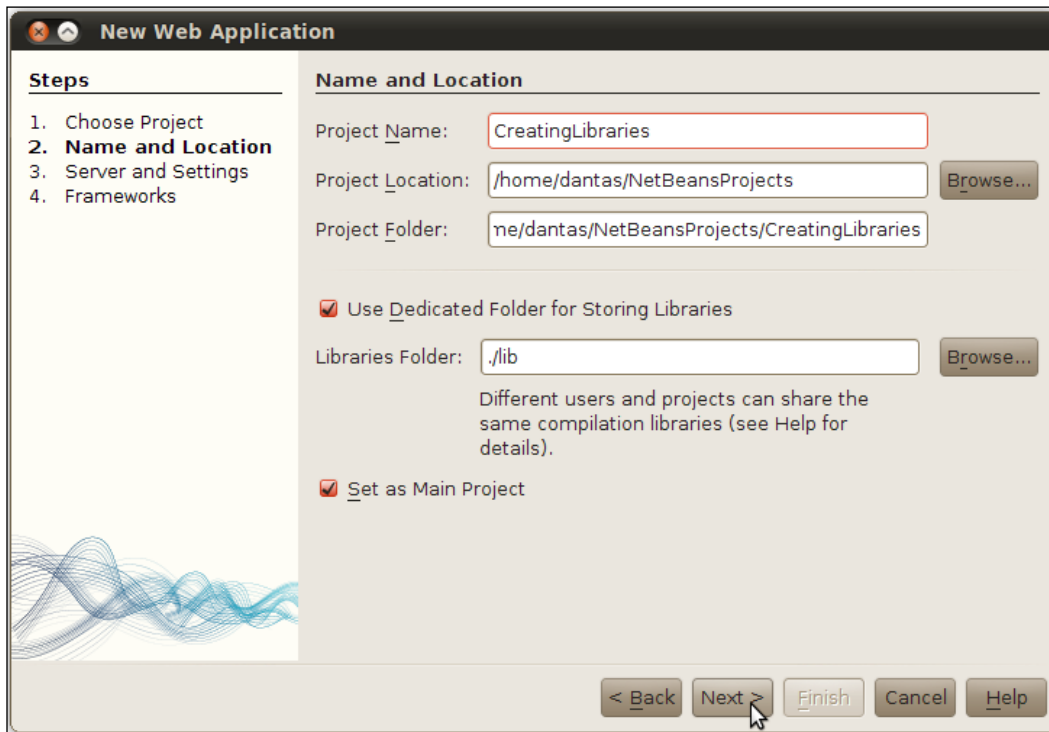 New Web Application
Steps
1. Choose Project
2. Name and Location
3. Server and Settings
4. Frameworks
Name and Location
Project Name: CreatingLibraries
Project Location: /home/dantas/NetBeansProjects Browse...
Project Folder: me/dantas/NetBeansProjects/CreatingLibraries
Use Dedicated Folder for Storing Libraries
Libraries Folder: ./lib Browse...
Different users and projects can share the
same compilation libraries (see Help for
details).
Set as Main Project
< Back Next > Finish Cancel Help